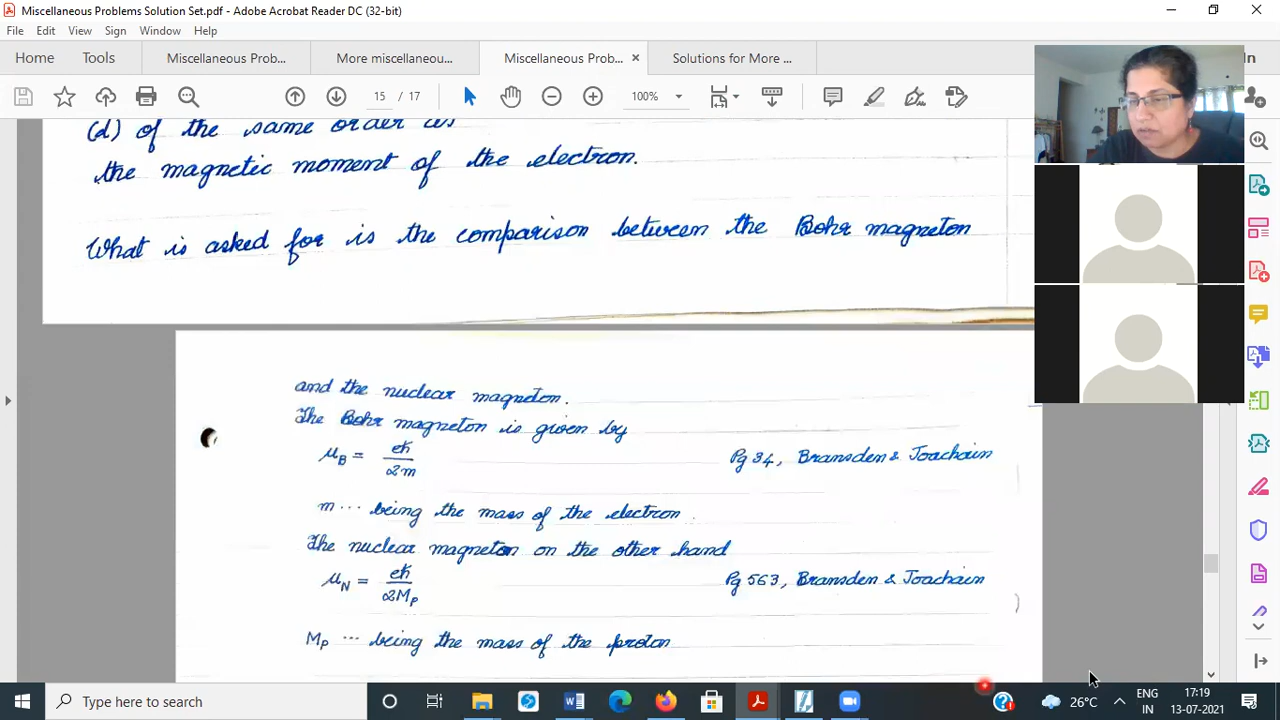 Miscellaneous Problems Solution Set.pdf - Adobe Acrobat Reader DC (32-bit)
File Edit View Sign Window Help
Home Tools Miscellaneous Prob... More miscellaneou... Miscellaneous Prob... Solutions for More ... In
15 / 17 100%
(d) of the same order as
the magnetic moment of the electron.
What is asked for is the comparison between the Bohr magneton
and the nuclear magneton.
The Bohr magneton is given by
μB = eħ/2m Pg 34, Bransden & Joachain
m ... being the mass of the electron
The nuclear magneton on the other hand
μN = eħ/2Mp Pg 563, Bransden & Joachain
Mp ... being the mass of the proton
Type here to search 26°C ENG 17:19
IN 13-07-2021